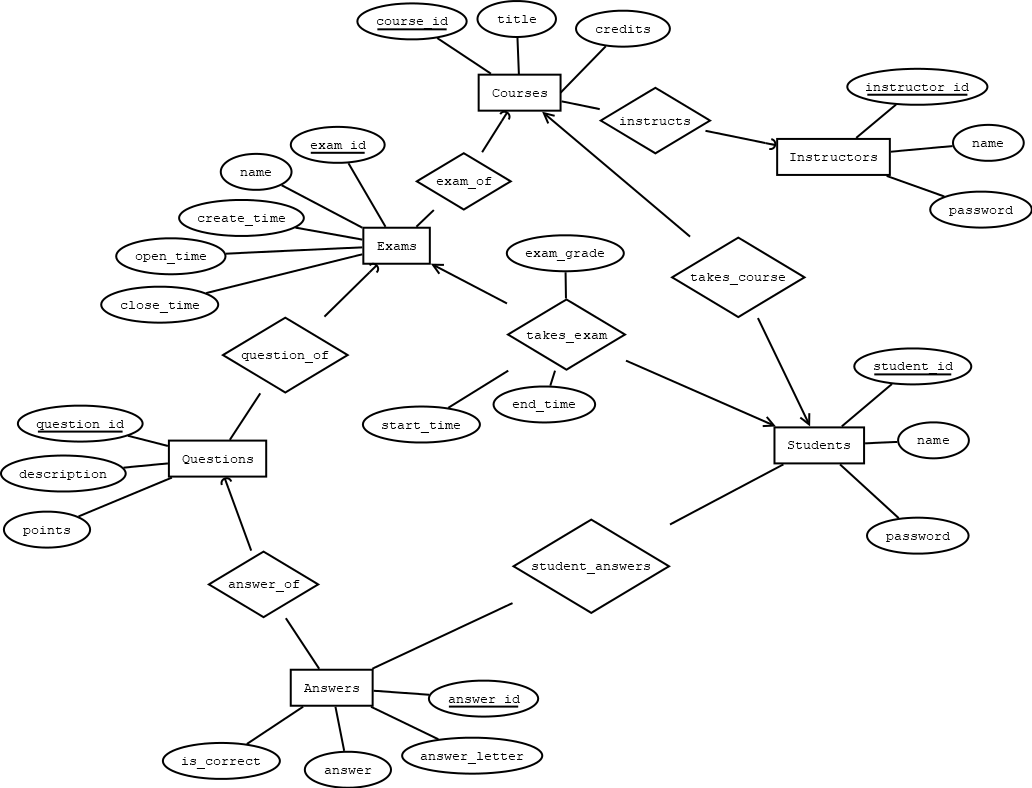 course_id
title
credits
Courses
instructor_id
instructs
name
Instructors
password
exam_id
name
exam_of
create_time
Exams
exam_grade
open_time
takes_course
close_time
takes_exam
question_of
student_id
end_time
start_time
question_id
name
Students
Questions
description
points
password
student_answers
answer_of
Answers
answer_id
answer_letter
is_correct
answer